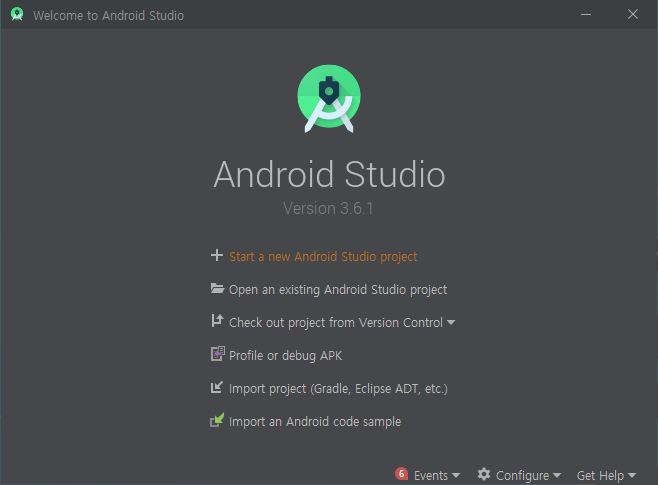 Welcome to Android Studio
Android Studio
Version 3.6.1
Start a new Android Studio project
Open an existing Android Studio project
Check out project from Version Control
Profile or debug APK
Import project (Gradle, Eclipse ADT, etc.)
Import an Android code sample
6 Events Configure Get Help